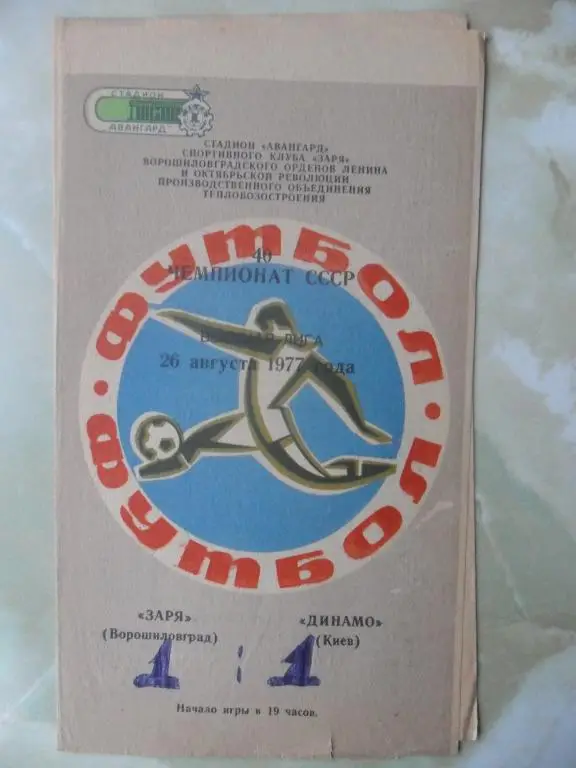 СТАДИОН
АВАНГАРД
СТАДИОН «АВАНГАРД»
СПОРТИВНОГО КЛУБА «ЗАРЯ»
ВОРОШИЛОВГРАДСКОГО ОРДЕНОВ ЛЕНИНА
И ОКТЯБРЬСКОЙ РЕВОЛЮЦИИ
ПРОИЗВОДСТВЕННОГО ОБЪЕДИНЕНИЯ
ТЕПЛОВОЗОСТРОЕНИЯ
ФУТБОЛ · ФУТБОЛ ·
40
ЧЕМПИОНАТ СССР
ВЫСШАЯ ЛИГА
26 августа 1977 года
«ЗАРЯ» «ДИНАМО»
(Ворошиловград) (Киев)
1 : 1
Начало игры в 19 часов.